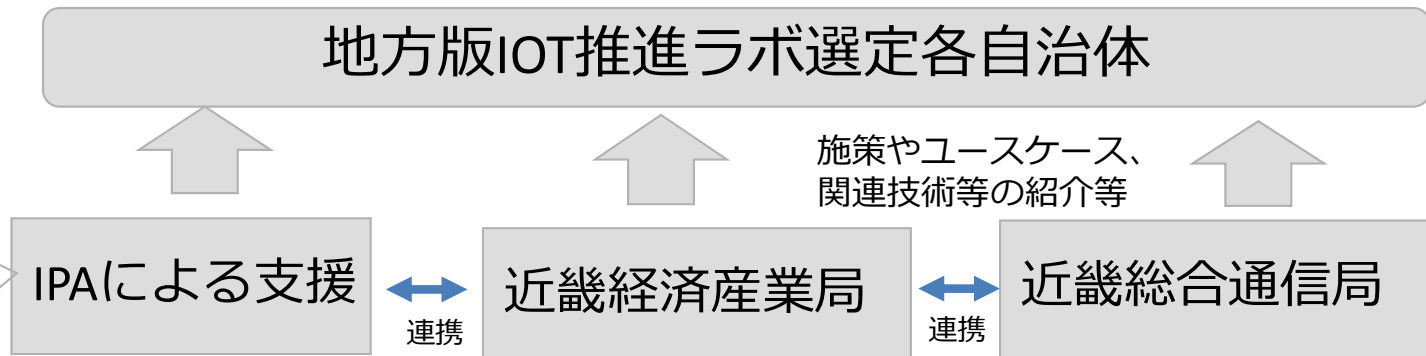 地方版IOT推進ラボ選定各自治体
施策やユースケース、
関連技術等の紹介等
IPAによる支援
連携
近畿経済産業局
連携
近畿総合通信局